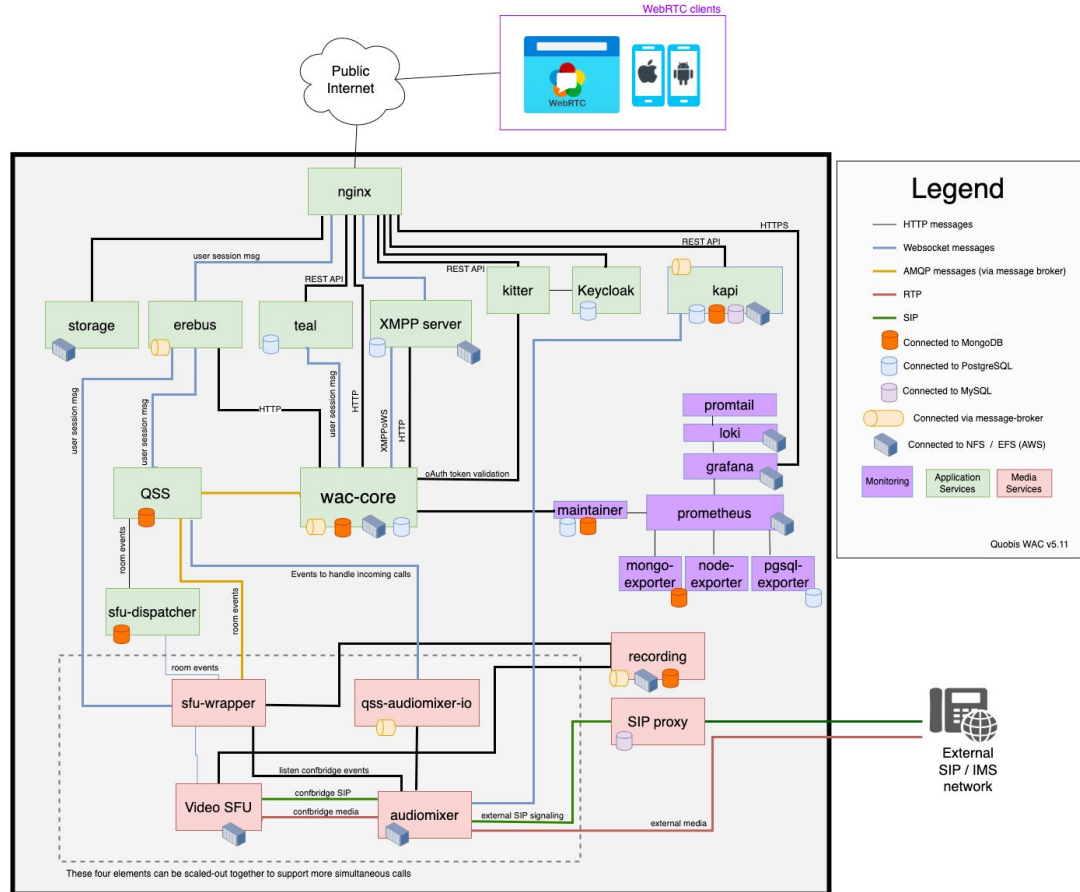 WebRTC clients
Public
Internet
WebRTC
nginx
HTTPS
user session msg
REST API
REST API
REST API
storage
erebus
teal
XMPP server
kitter
Keycloak
kapi
user session msg
user session msg
HTTP
user session msg
HTTP
XMPPoWS
HTTP
oAuth token validation
promtail
loki
grafana
QSS
wac-core
maintainer
prometheus
mongo-
exporter
node-
exporter
pgsql-
exporter
room events
Events to handle incoming calls
room events
sfu-dispatcher
room events
recording
sfu-wrapper
qss-audiomixer-io
SIP proxy
listen confbridge events
Video SFU
confbridge SIP
confbridge media
audiomixer
external SIP signaling
external media
These four elements can be scaled-out together to support more simultaneous calls
External
SIP / IMS
network
Legend
HTTP messages
Websocket messages
AMQP messages (via message broker)
RTP
SIP
Connected to MongoDB
Connected to PostgreSQL
Connected to MySQL
Connected via message-broker
Connected to NFS / EFS (AWS)
Monitoring
Application
Services
Media
Services
Quobis WAC v5.11